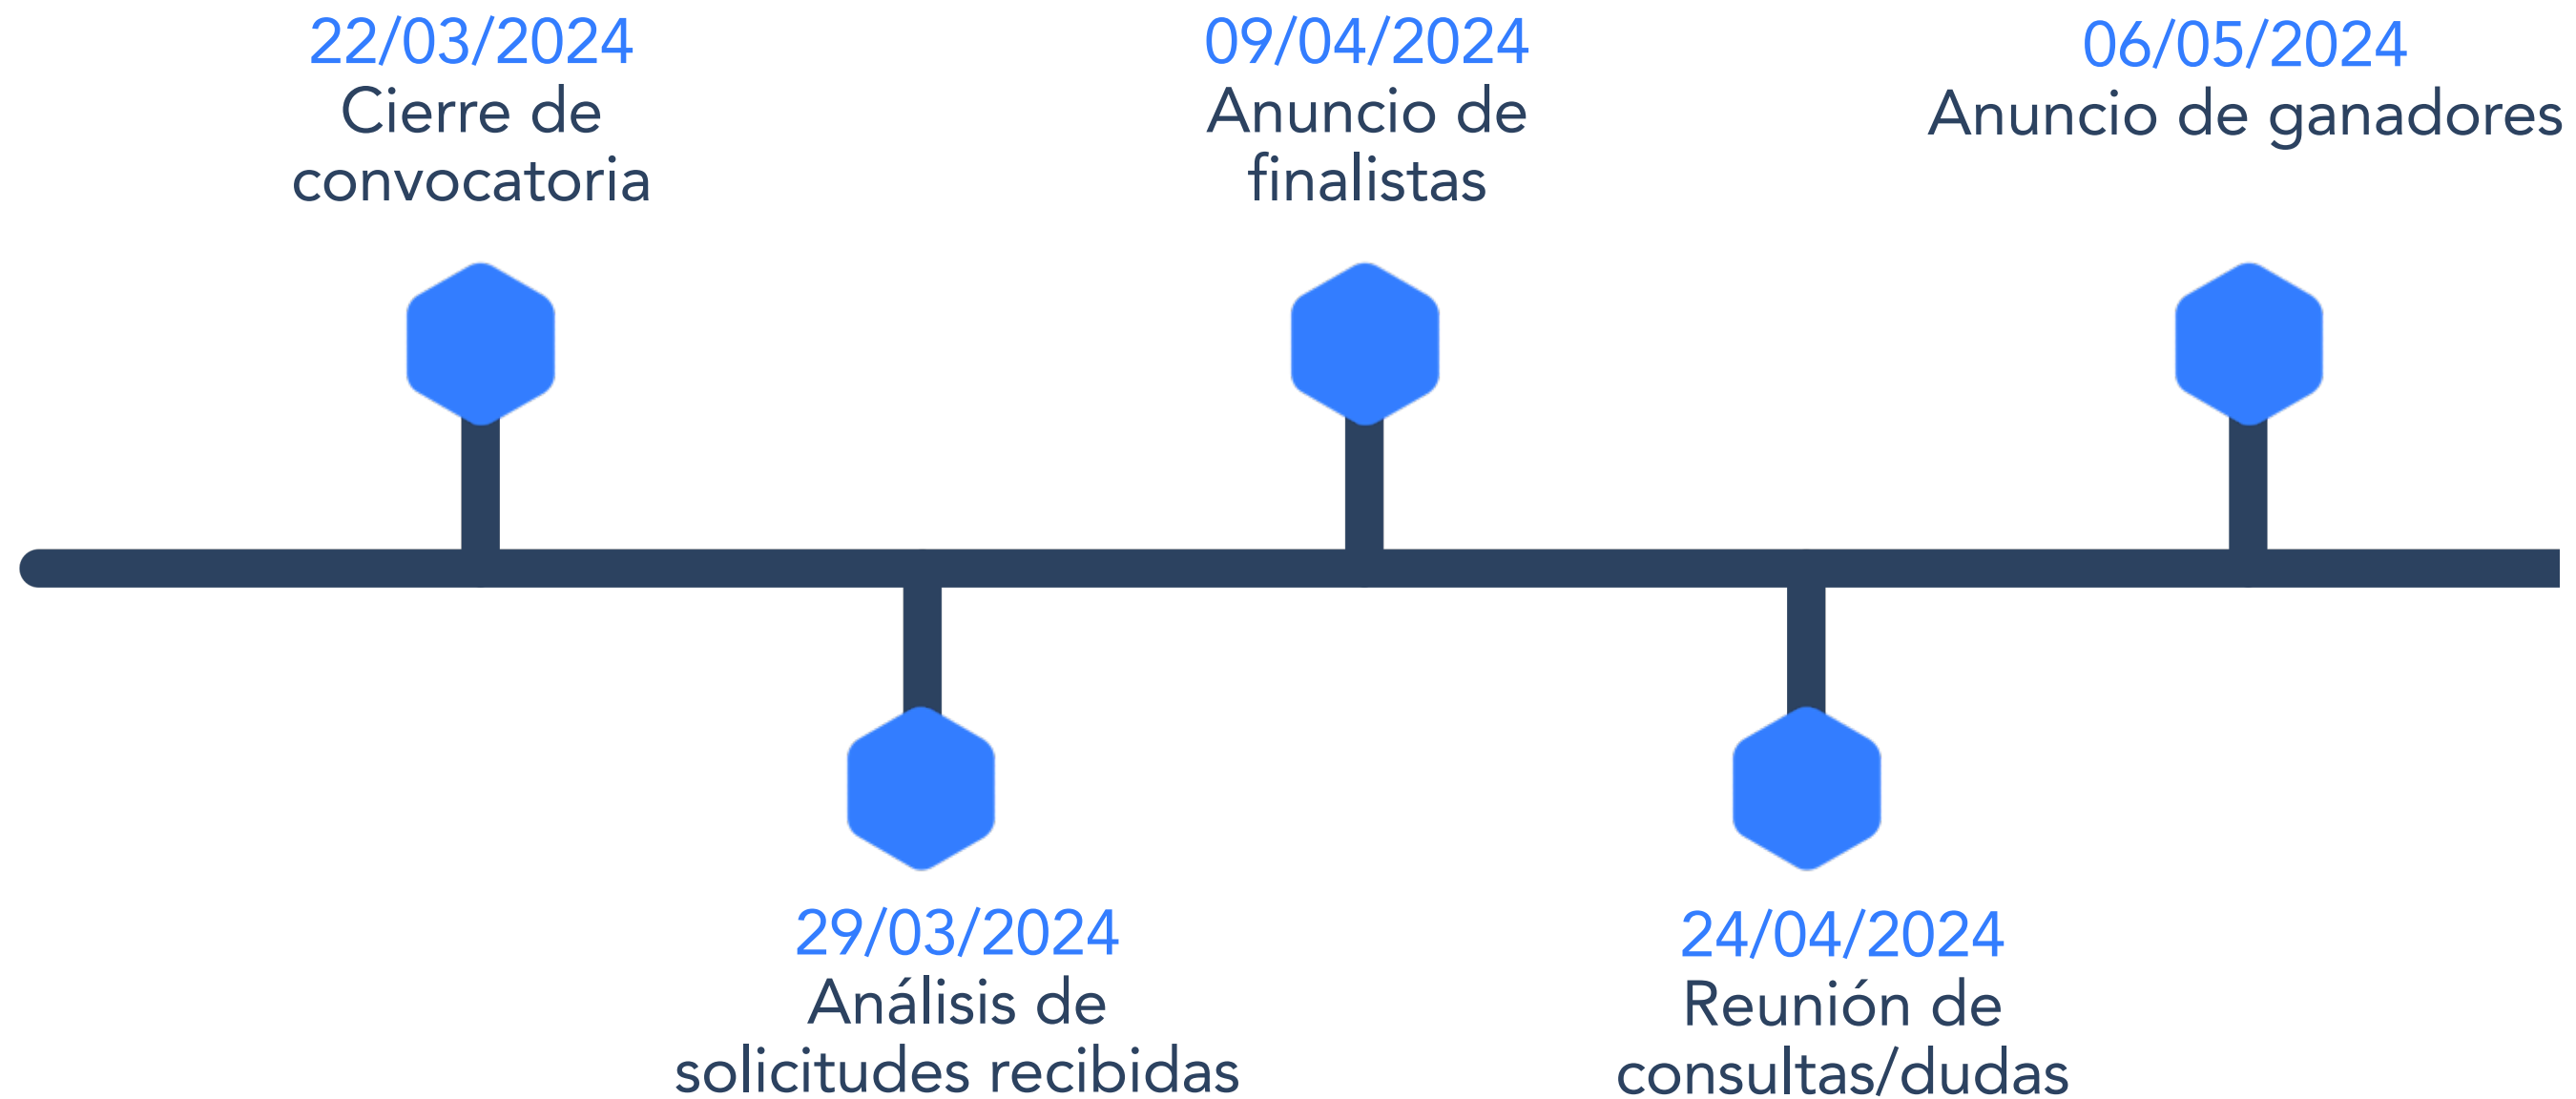 22/03/2024
Cierre de
convocatoria
29/03/2024
Análisis de
solicitudes recibidas
09/04/2024
Anuncio de
finalistas
24/04/2024
Reunión de
consultas/dudas
06/05/2024
Anuncio de ganadores